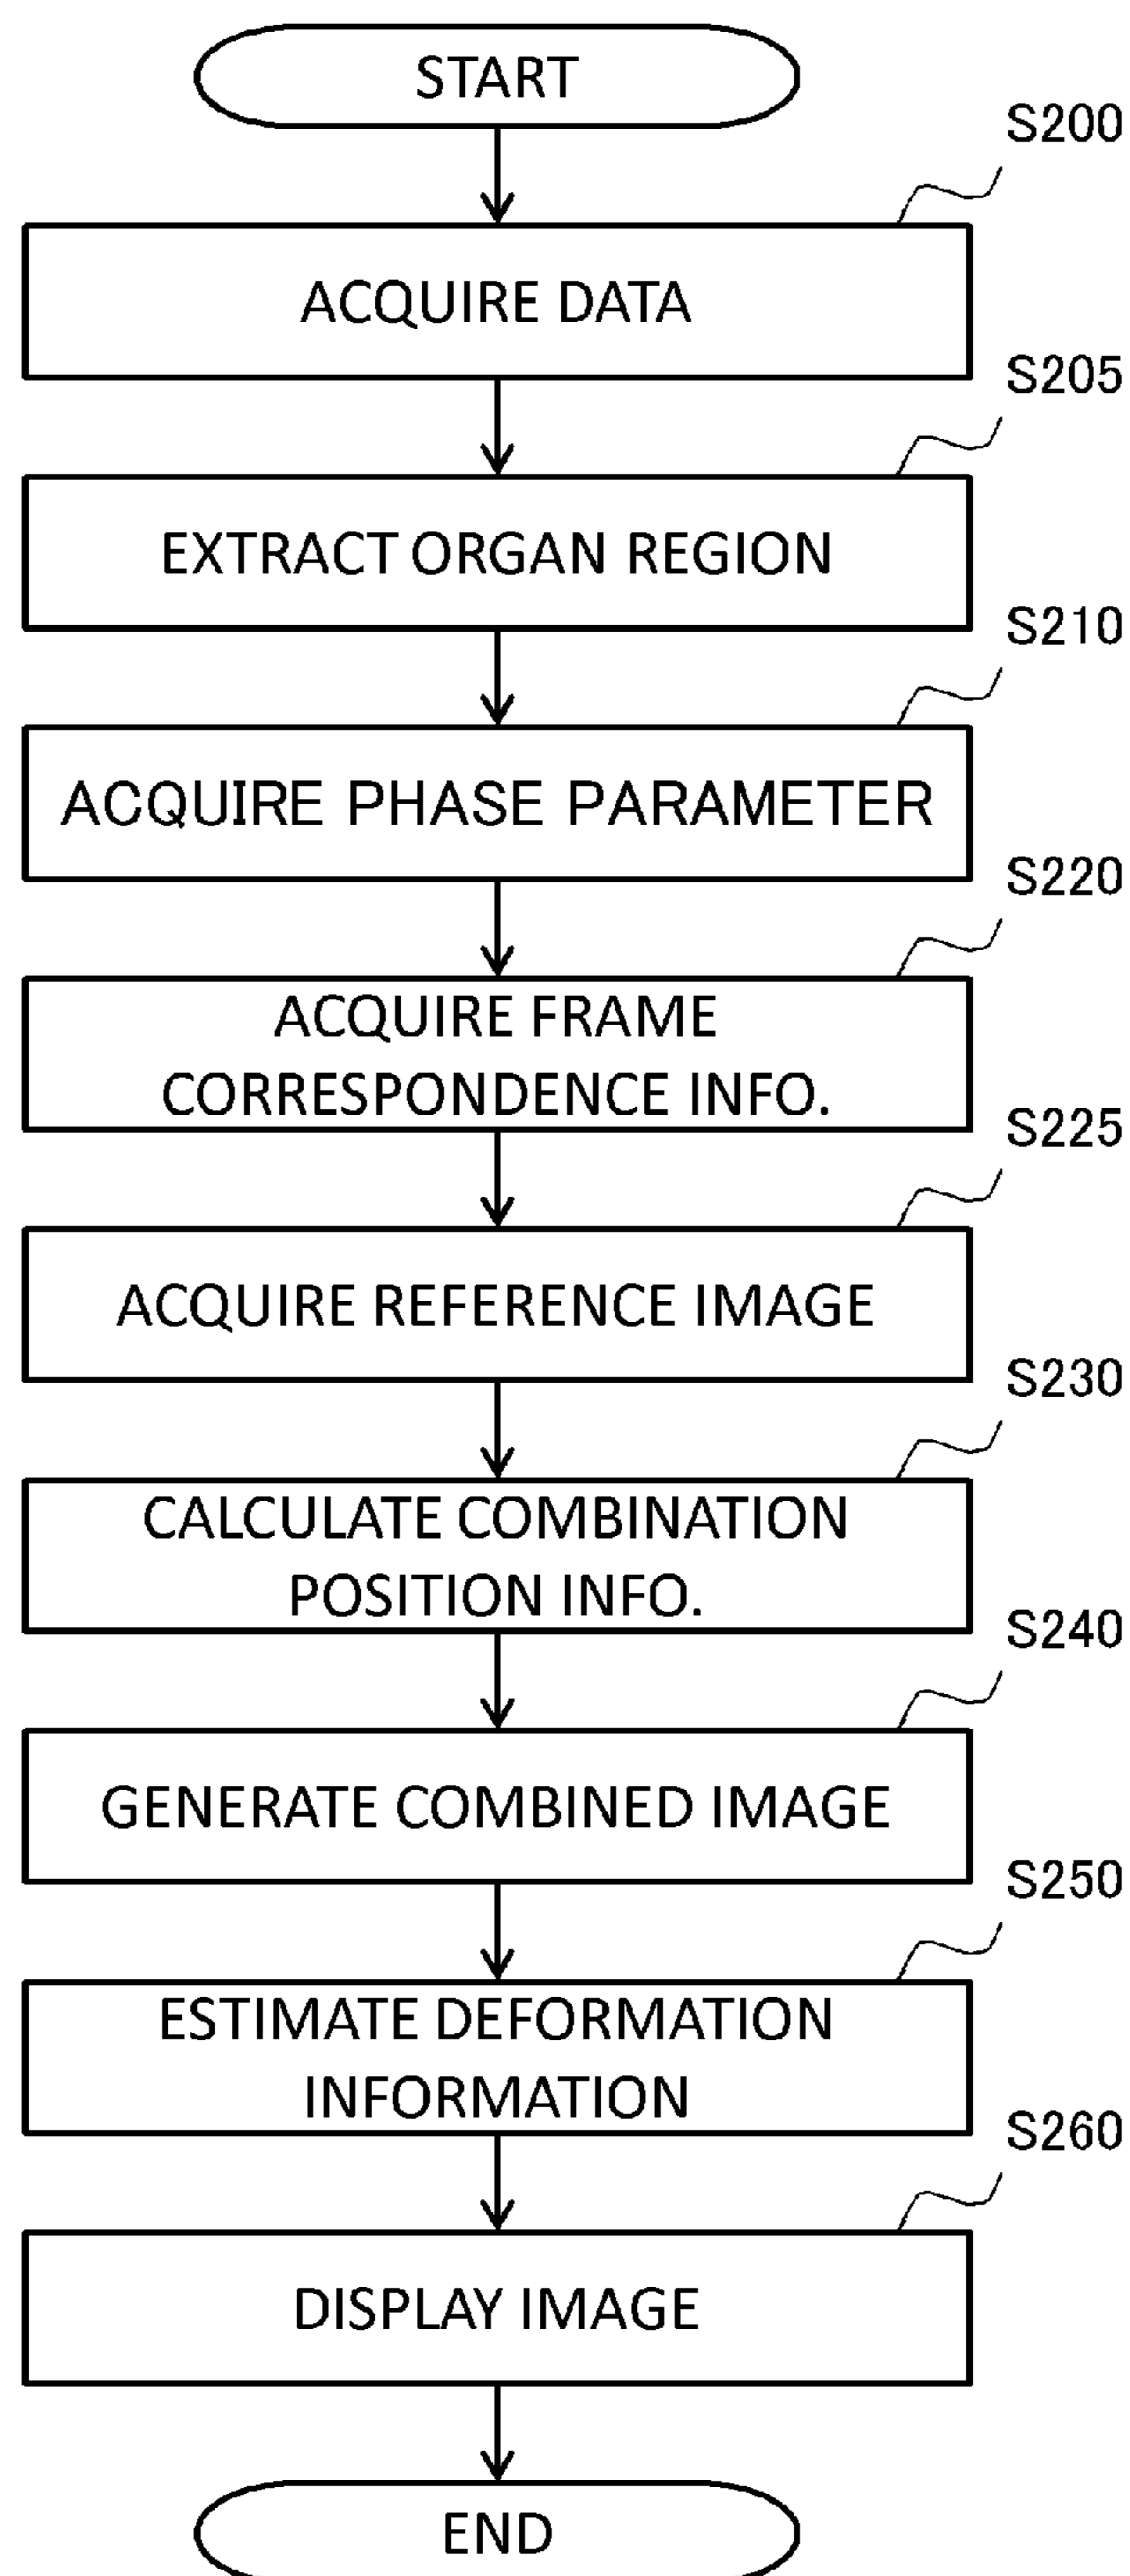 START
S200
ACQUIRE DATA
S205
EXTRACT ORGAN REGION
S210
ACQUIRE PHASE PARAMETER
S220
ACQUIRE FRAME
CORRESPONDENCE INFO.
S225
ACQUIRE REFERENCE IMAGE
S230
CALCULATE COMBINATION
POSITION INFO.
S240
GENERATE COMBINED IMAGE
S250
ESTIMATE DEFORMATION
INFORMATION
S260
DISPLAY IMAGE
END